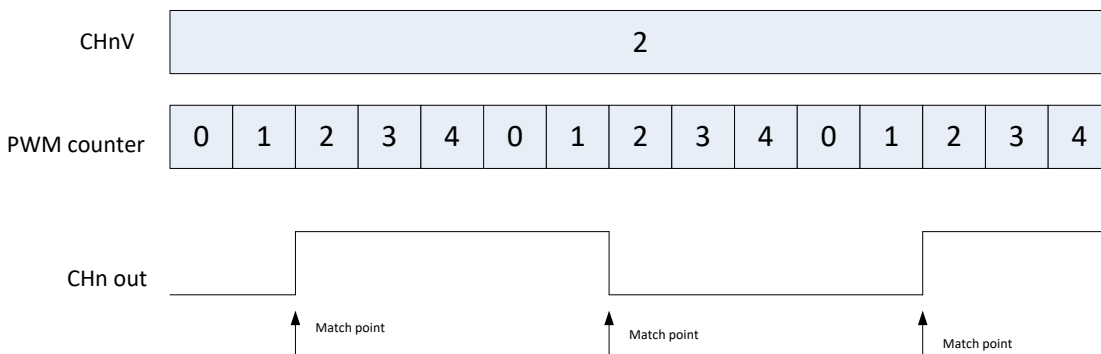 CHnV 2
PWM counter 0 1 2 3 4 0 1 2 3 4 0 1 2 3 4
CHn out
Match point Match point Match point